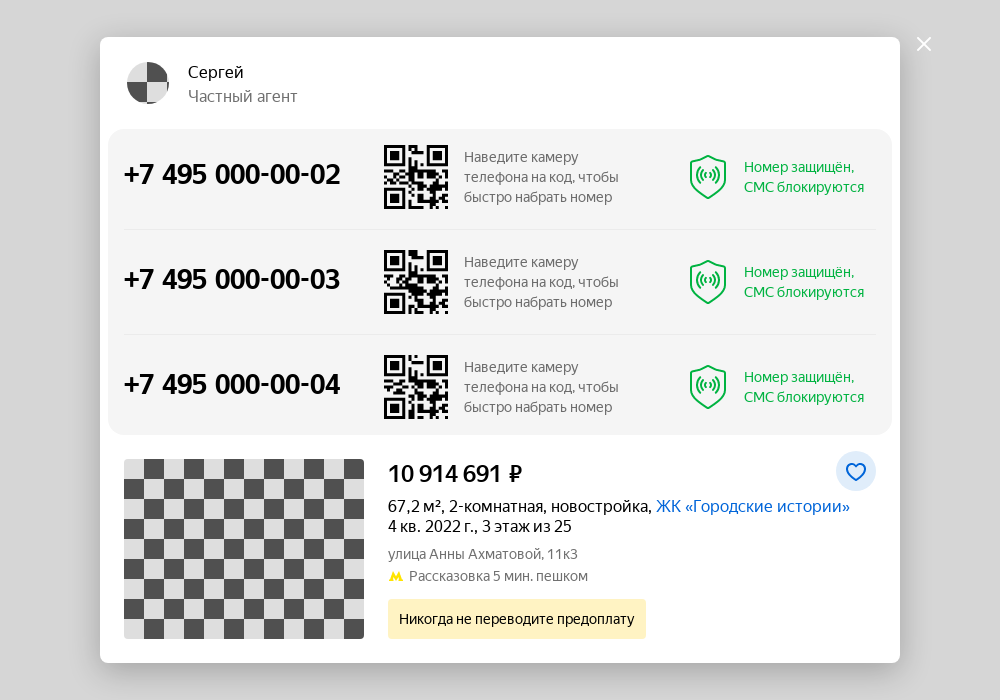 Сергей
Частный агент
+7 495 000-00-02
Наведите камеру
телефона на код, чтобы
быстро набрать номер
Номер защищён,
СМС блокируются
+7 495 000-00-03
Наведите камеру
телефона на код, чтобы
быстро набрать номер
Номер защищён,
СМС блокируются
+7 495 000-00-04
Наведите камеру
телефона на код, чтобы
быстро набрать номер
Номер защищён,
СМС блокируются
10 914 691 ₽
67,2 м², 2-комнатная, новостройка, ЖК «Городские истории»
4 кв. 2022 г., 3 этаж из 25
улица Анны Ахматовой, 11к3
Рассказовка 5 мин. пешком
Никогда не переводите предоплату